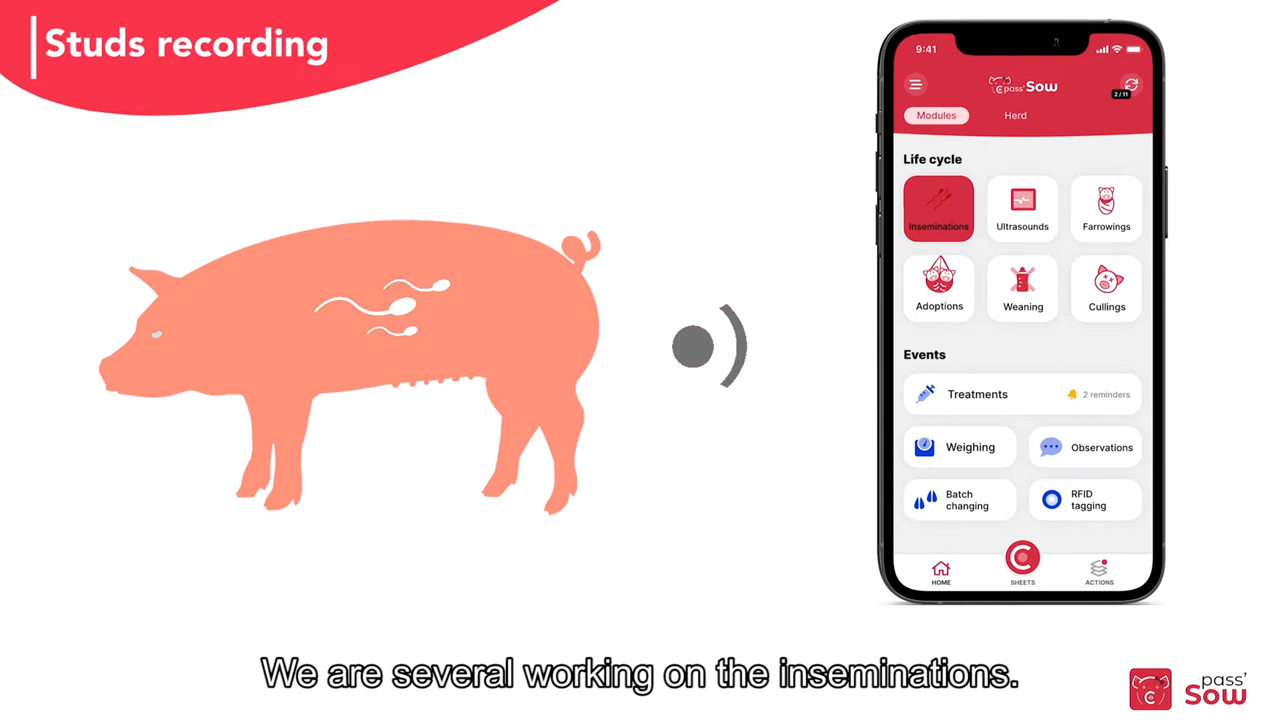 Studs recording
9:41
Cpass' Sow
2 / 11
Modules
Herd
Life cycle
Inseminations
Ultrasounds
Farrowings
Adoptions
Weaning
Cullings
Events
Treatments
2 reminders
Weighing
Observations
Batch
changing
RFID
tagging
HOME
SHEETS
ACTIONS
We are several working on the inseminations.
pass'
Sow